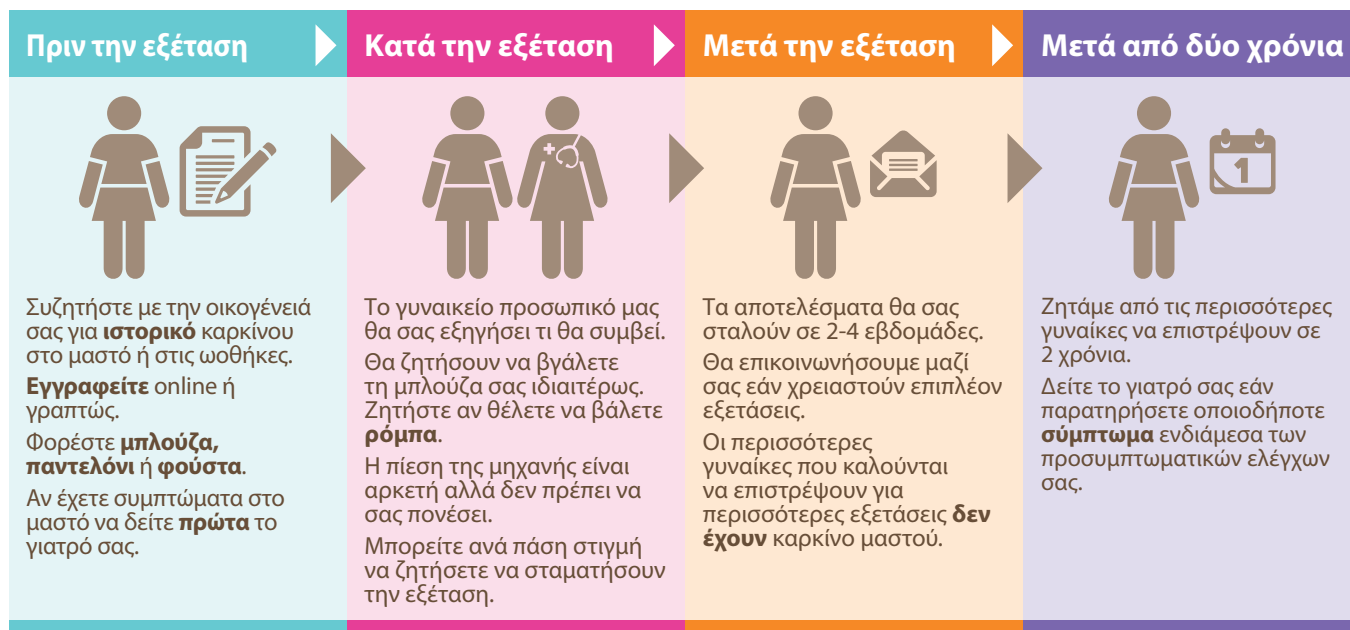 Πριν την εξέταση
Συζητήστε με την οικογένειά
σας για ιστορικό καρκίνου
στο μαστό ή στις ωοθήκες.
Εγγραφείτε online ή
γραπτώς.
Φορέστε μπλούζα,
παντελόνι ή φούστα.
Αν έχετε συμπτώματα στο
μαστό να δείτε πρώτα το
γιατρό σας.
Κατά την εξέταση
Το γυναικείο προσωπικό μας
θα σας εξηγήσει τι θα συμβεί.
Θα ζητήσουν να βγάλετε
τη μπλούζα σας ιδιαιτέρως.
Ζητήστε αν θέλετε να βάλετε
ρόμπα.
Η πίεση της μηχανής είναι
αρκετή αλλά δεν πρέπει να
σας πονέσει.
Μπορείτε ανά πάση στιγμή
να ζητήσετε να σταματήσουν
την εξέταση.
Μετά την εξέταση
Τα αποτελέσματα θα σας
σταλούν σε 2-4 εβδομάδες.
Θα επικοινωνήσουμε μαζί
σας εάν χρειαστούν επιπλέον
εξετάσεις.
Οι περισσότερες
γυναίκες που καλούνται
να επιστρέψουν για
περισσότερες εξετάσεις δεν
έχουν καρκίνο μαστού.
Μετά από δύο χρόνια
1
Ζητάμε από τις περισσότερες
γυναίκες να επιστρέψουν σε
2 χρόνια.
Δείτε το γιατρό σας εάν
παρατηρήσετε οποιοδήποτε
σύμπτωμα ενδιάμεσα των
προσυμπτωματικών ελέγχων
σας.